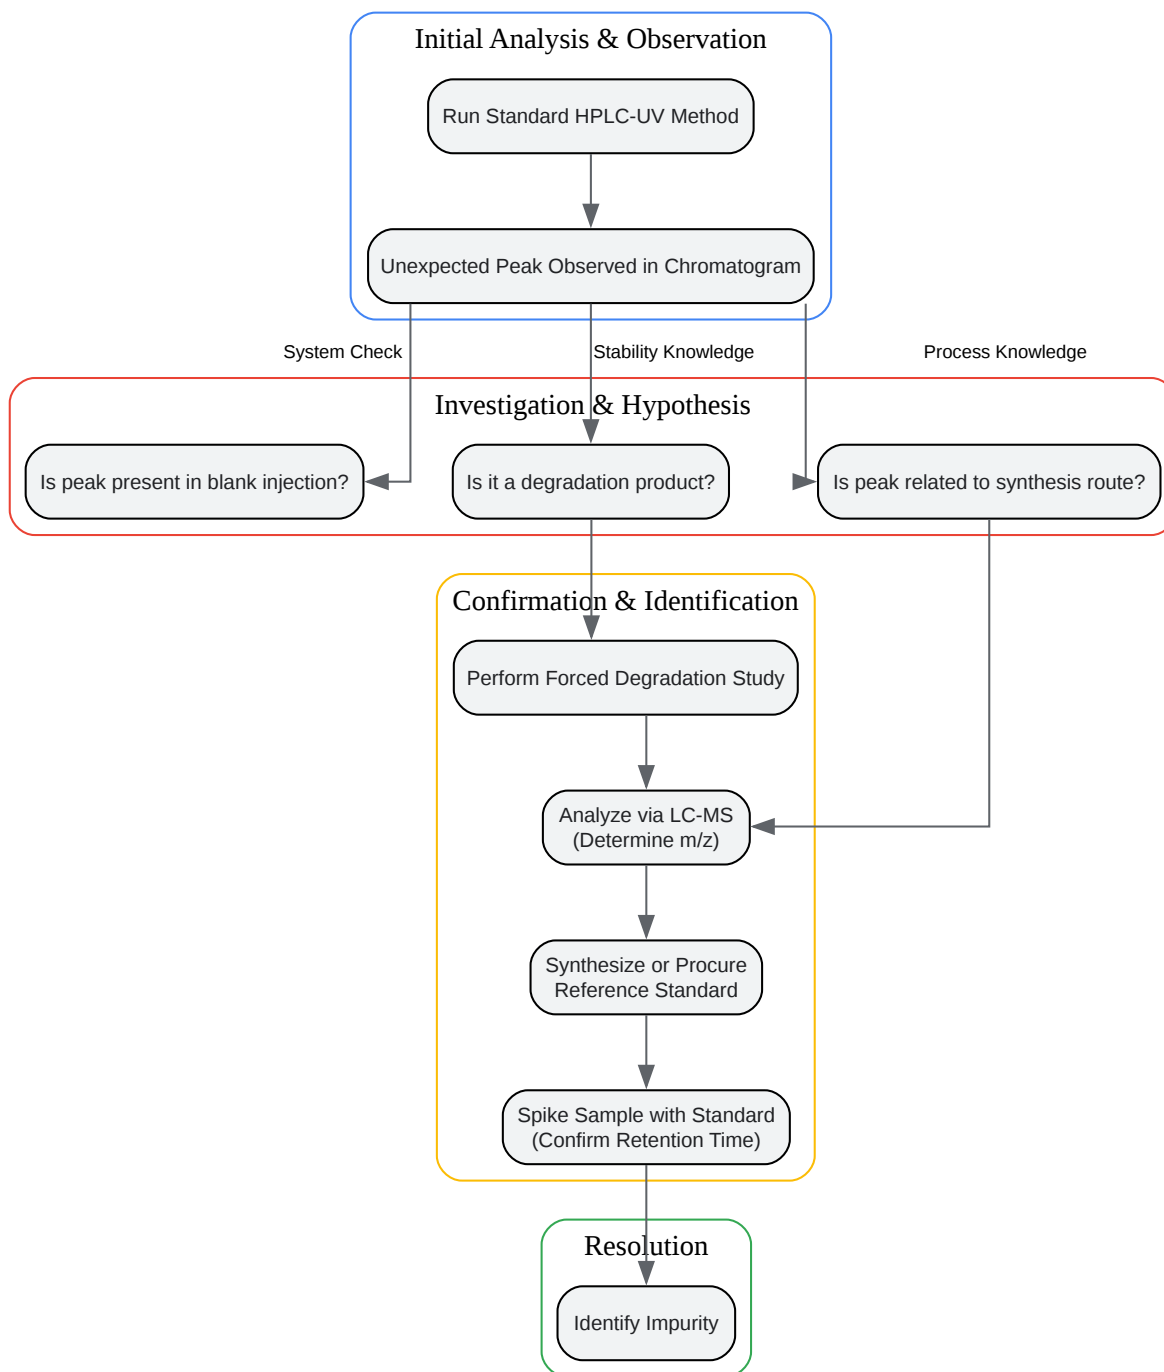 Initial Analysis & Observation
Run Standard HPLC-UV Method
Unexpected Peak Observed in Chromatogram
System Check
Stability Knowledge
Process Knowledge
Investigation & Hypothesis
Is peak present in blank injection?
Is it a degradation product?
Is peak related to synthesis route?
Confirmation & Identification
Perform Forced Degradation Study
Analyze via LC-MS
(Determine m/z)
Synthesize or Procure
Reference Standard
Spike Sample with Standard
(Confirm Retention Time)
Resolution
Identify Impurity